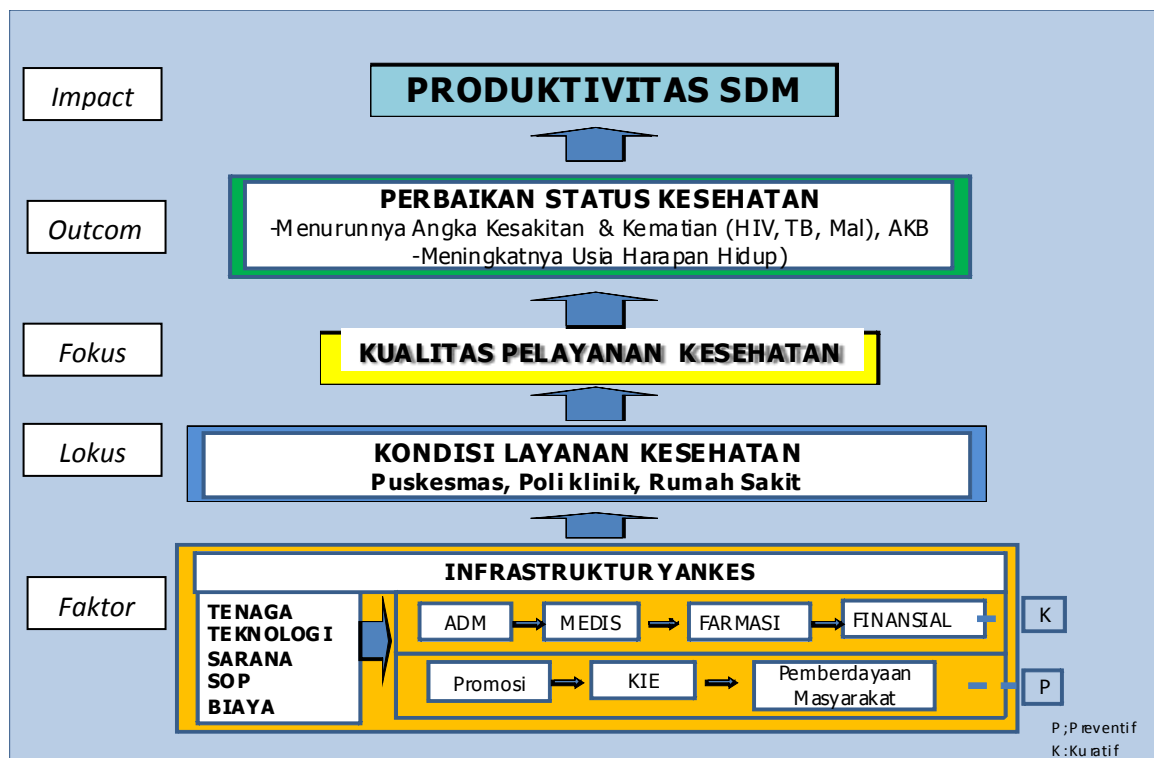 Impact
PRODUKTIVITAS SDM
Outcom
PERBAIKAN STATUS KESEHATAN
-Menurunnya Angka Kesakitan & Kematian (HIV, TB, Mal), AKB
-Meningkatnya Usia Harapan Hidup)
Fokus
KUALITAS PELAYANAN KESEHATAN
Lokus
KONDISI LAYANAN KESEHATAN
Puskesmas, Poliklinik, Rumah Sakit
Faktor
INFRASTRUKTUR YANKES
TENAGA
TEKNOLOGI
SARANA
SOP
BIAYA
ADM
MEDIS
FARMASI
FINANSIAL
K
Promosi
KIE
Pemberdayaan
Masyarakat
P
P;Preventif
K:Kuratif